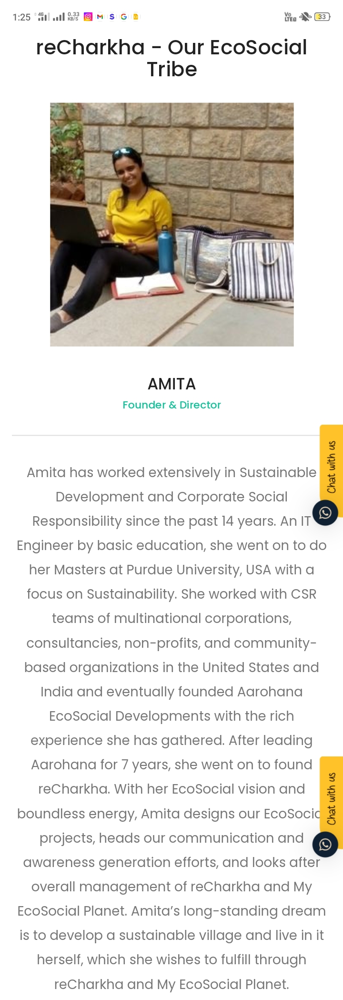 1:25
4G
0.33
KB/S
Vo
LTE
33
reCharkha - Our EcoSocial
Tribe
AMITA
Founder & Director
Chat with us
Amita has worked extensively in Sustainable
Development and Corporate Social
Responsibility since the past 14 years. An IT
Engineer by basic education, she went on to do
her Masters at Purdue University, USA with a
focus on Sustainability. She worked with CSR
teams of multinational corporations,
consultancies, non-profits, and community-
based organizations in the United States and
India and eventually founded Aarohana
EcoSocial Developments with the rich
experience she has gathered. After leading
Aarohana for 7 years, she went on to found
reCharkha. With her EcoSocial vision and
Chat with us
boundless energy, Amita designs our EcoSocia
projects, heads our communication and
awareness generation efforts, and looks after
overall management of reCharkha and My
EcoSocial Planet. Amita’s long-standing dream
is to develop a sustainable village and live in it
herself, which she wishes to fulfill through
reCharkha and My EcoSocial Planet.